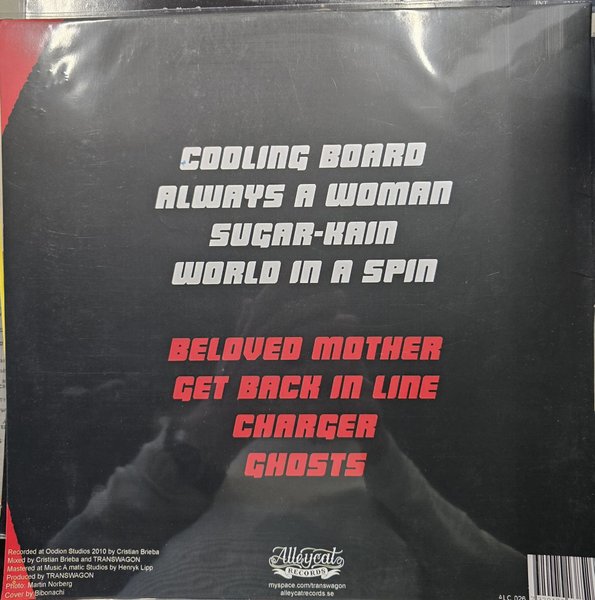 COOLING BOARD
ALWAYS A WOMAN
SUGAR-KAIN
WORLD IN A SPIN
BELOVED MOTHER
GET BACK IN LINE
CHARGER
GHOSTS
Recorded at Oodion Studios 2010 by Cristian Brieba
Mixed by Cristian Brieba and TRANSWAGON
Mastered at Music A matic Studios by Henryk Lipp
Produced by TRANSWAGON
Photo: Martin Norberg
Cover by Bibonachi
Alleycat
RECORDS
myspace.com/transwagon
alleycatrecords.se
ALC 026